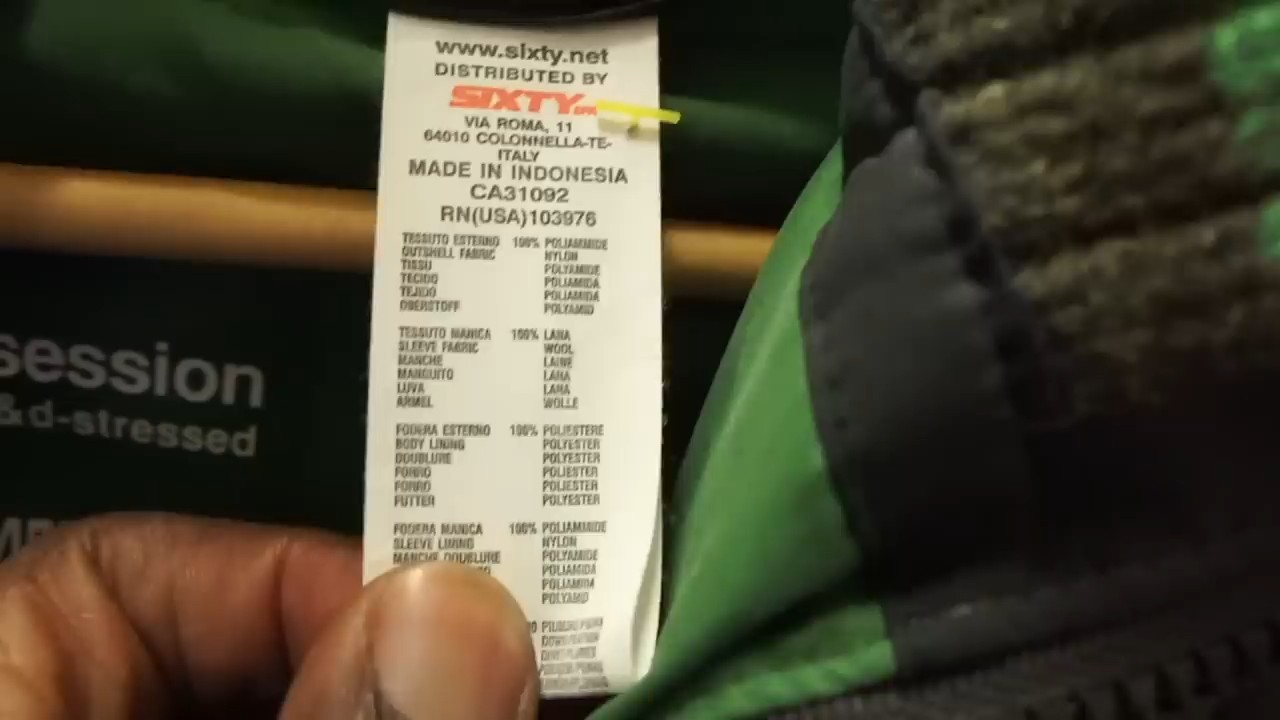 www.sixty.net
DISTRIBUTED BY
SIXTY SPA
VIA ROMA, 11
64010 COLONNELLA-TE-
ITALY
MADE IN INDONESIA
CA31092
RN(USA)103976
TESSUTO ESTERNO 100% POLIAMMIDE
OUTSHELL FABRIC NYLON
TISSU POLYAMIDE
TECIDO POLIAMIDA
TEJIDO POLIAMIDA
OBERSTOFF POLYAMID
TESSUTO MANICA 100% LANA
SLEEVE FABRIC WOOL
MANCHE LAINE
MANGUITO LANA
LUVA LANA
ARMEL WOLLE
FODERA ESTERNO 100% POLIESTERE
BODY LINING POLYESTER
DOUBLURE POLYESTER
FORRO POLIESTER
FORRO POLIESTER
FUTTER POLYESTER
FODERA MANICA 100% POLIAMMIDE
SLEEVE LINING NYLON
MANCHE DOUBLURE POLYAMIDE
POLIAMIDA
POLYAMID
session
&d-stressed